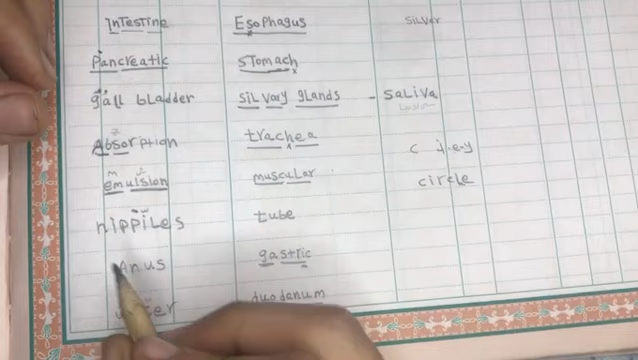 Intestine Esophagus Silver
Pancreatic Stomach
gall bladder Silvary glands - Saliva
Absorption trachea
emulsion muscular circle
nippiles tube
Anus gastric
duodanum